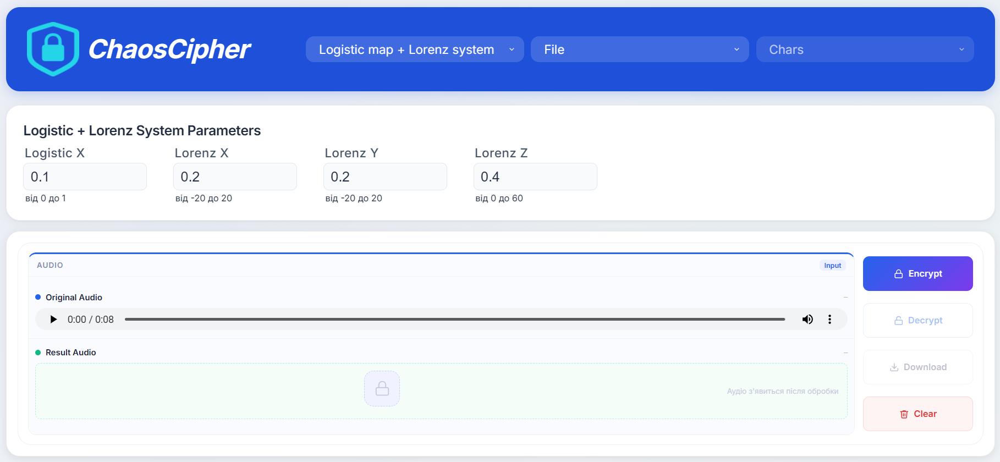 ChaosCipher
Logistic map + Lorenz system
File
Chars
Logistic + Lorenz System Parameters
Logistic X
Lorenz X
Lorenz Y
Lorenz Z
0.1
0.2
0.2
0.4
від 0 до 1
від -20 до 20
від -20 до 20
від 0 до 60
AUDIO
Input
Original Audio
–
0:00 / 0:08
Result Audio
–
Аудіо з'явиться після обробки
Encrypt
Decrypt
Download
Clear